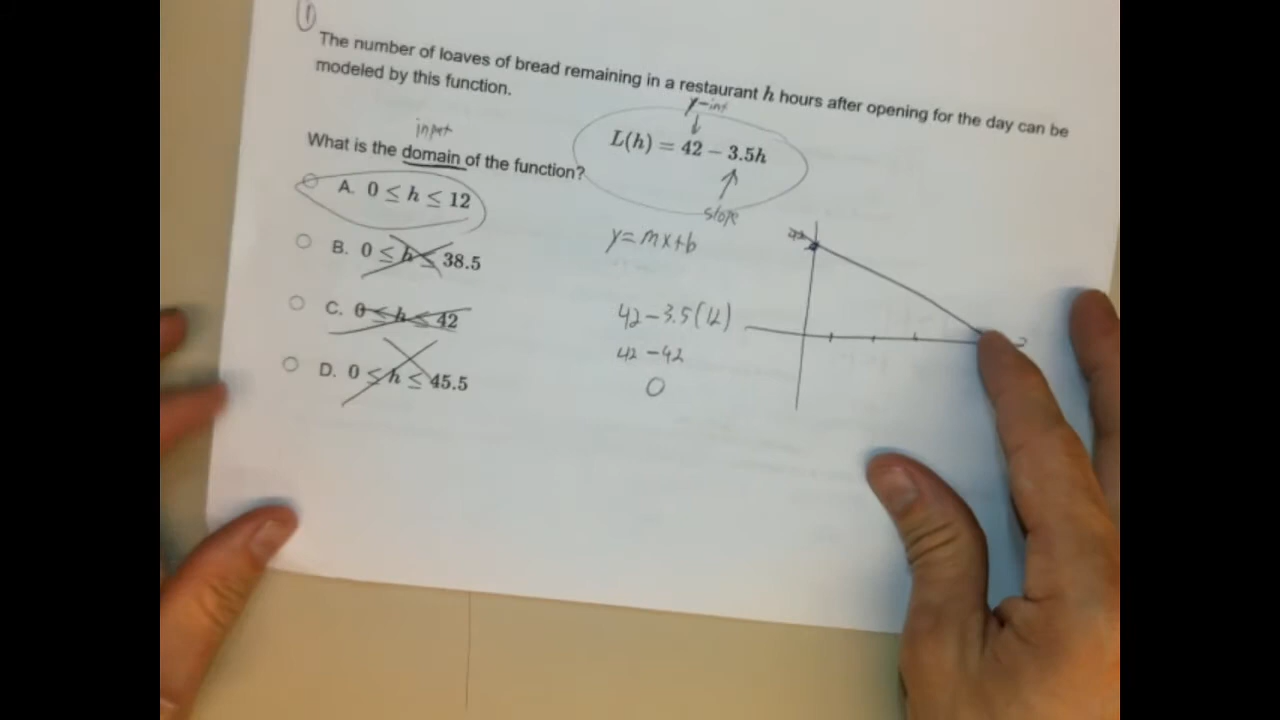 ①
The number of loaves of bread remaining in a restaurant h hours after opening for the day can be
modeled by this function.
y-int
L(h) = 42 − 3.5h
slope
input
What is the domain of the function?
A. 0 ≤ h ≤ 12
B. 0 ≤ h ≤ 38.5
C. 0 ≤ h ≤ 42
D. 0 ≤ h ≤ 45.5
y=mx+b
42-3.5(12)
42-42
0